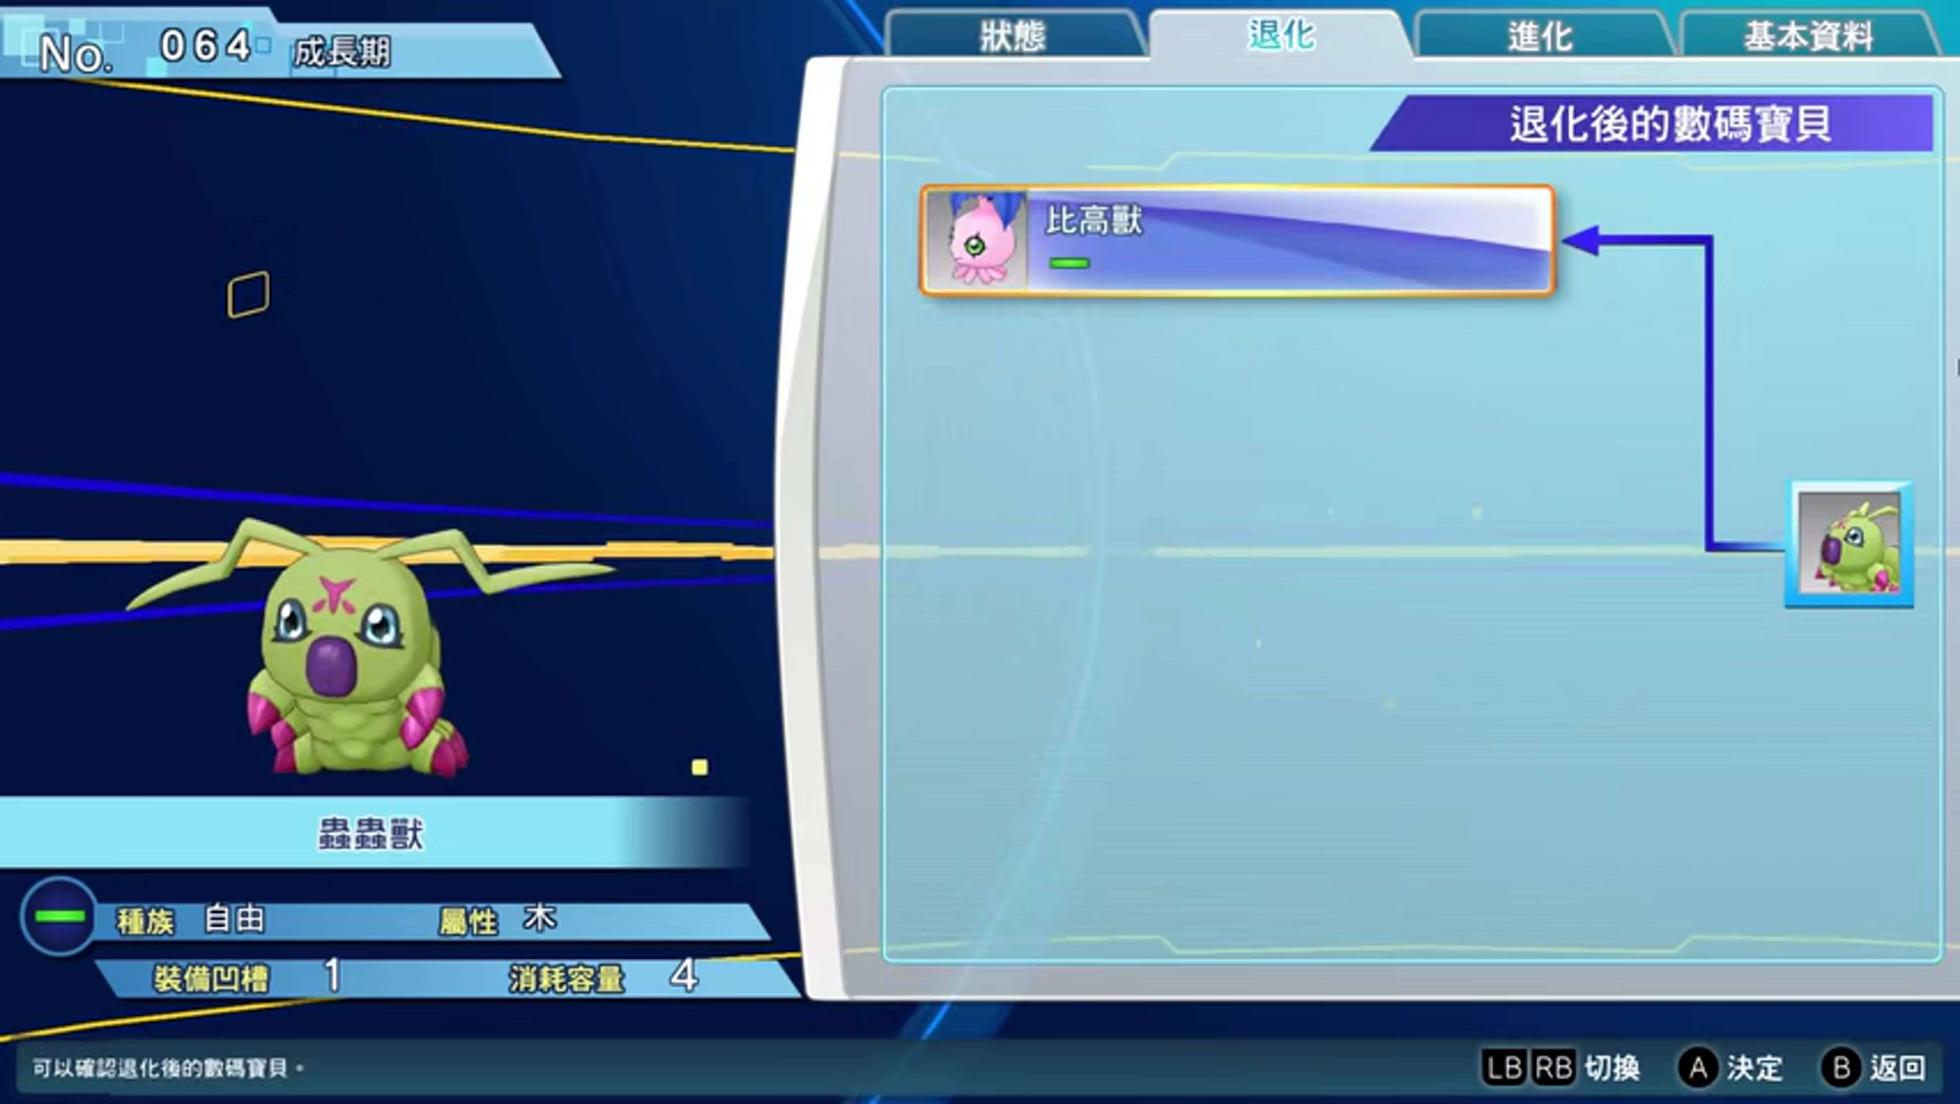 No. 064 成長期
狀態 退化 進化 基本資料
退化後的數碼寶貝
比高獸
蟲蟲獸
種族 自由 屬性 木
裝備凹槽 1 消耗容量 4
可以確認退化後的數碼寶貝。
LB RB 切換 A 決定 B 返回